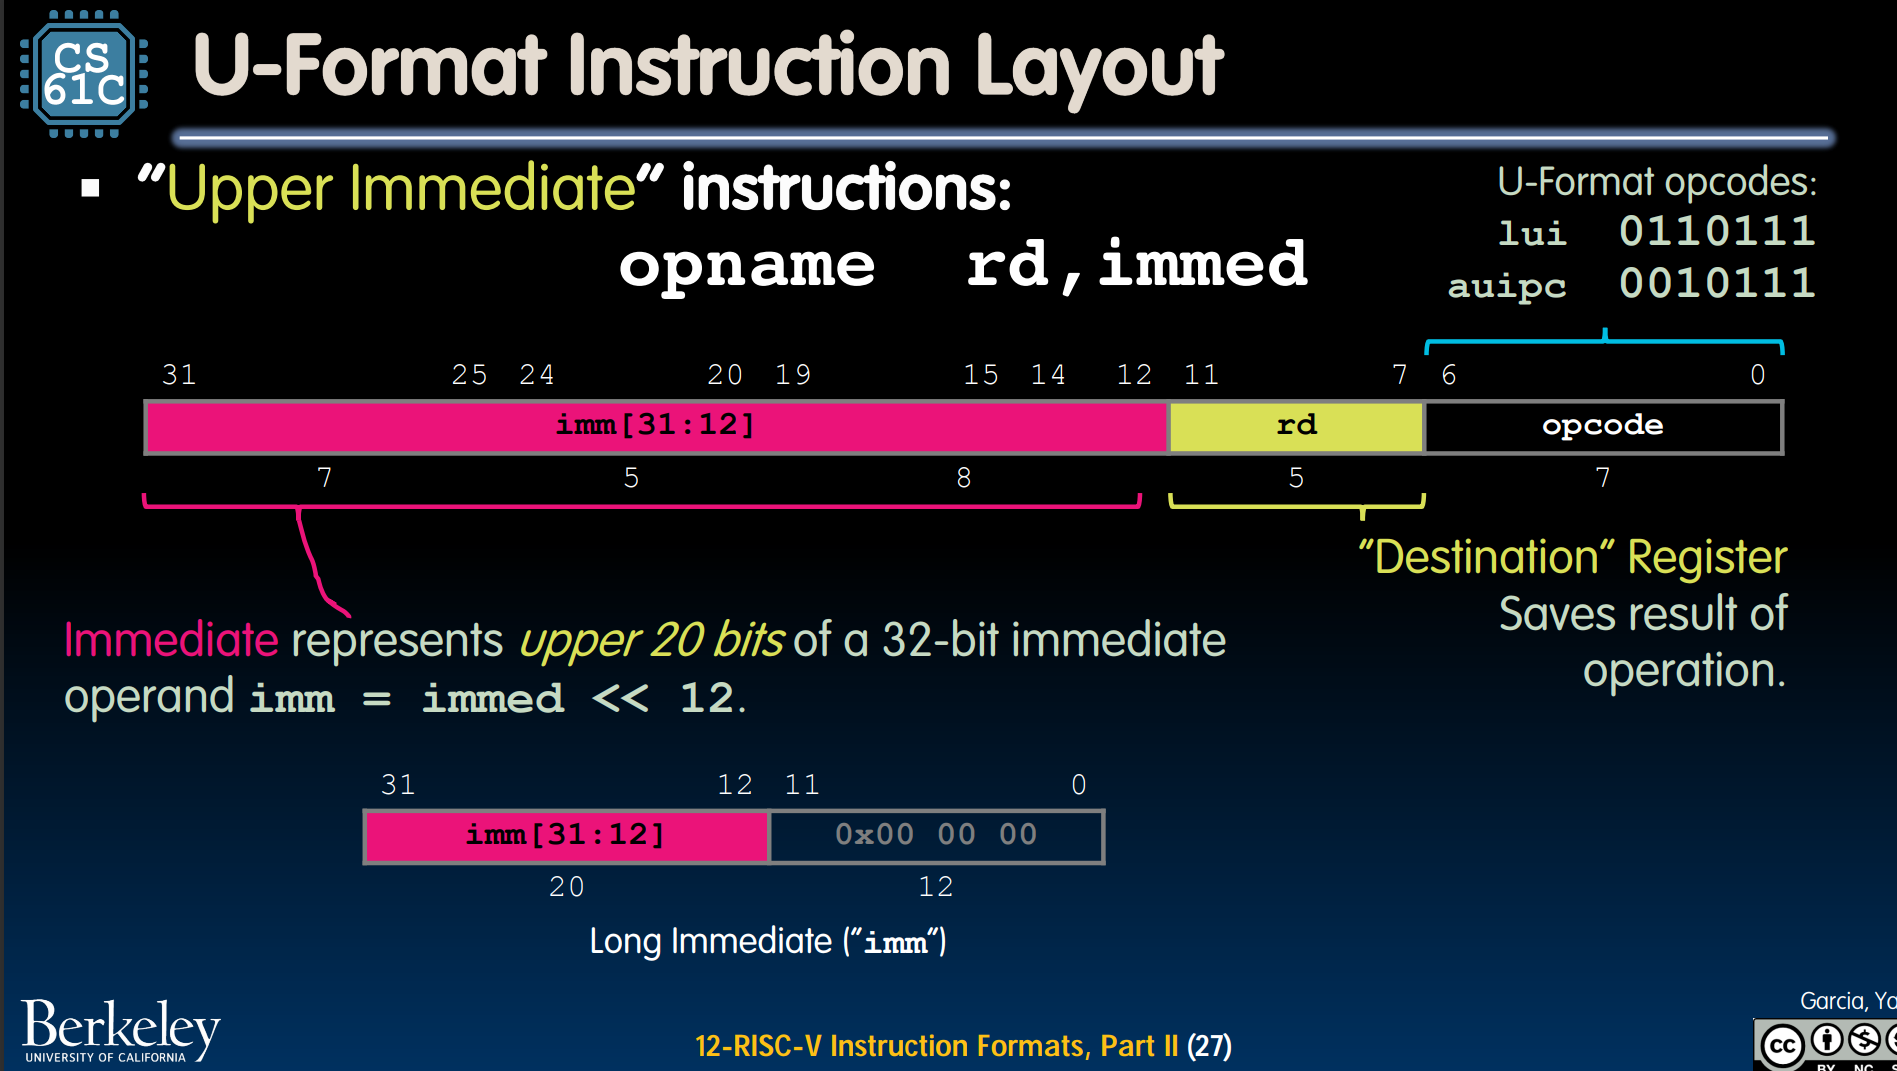 CS
61C
U-Format Instruction Layout
▪ "Upper Immediate" instructions:
opname rd,immed
U-Format opcodes:
lui 0110111
auipc 0010111
31 25 24 20 19 15 14 12 11 7 6 0
imm[31:12] rd opcode
7 5 8 5 7
"Destination" Register
Saves result of
operation.
Immediate represents upper 20 bits of a 32-bit immediate
operand imm = immed << 12.
31 12 11 0
imm[31:12] 0x00 00 00
20 12
Long Immediate ("imm")
Berkeley
UNIVERSITY OF CALIFORNIA
12-RISC-V Instruction Formats, Part II (27)
Garcia,
cc
BY NC